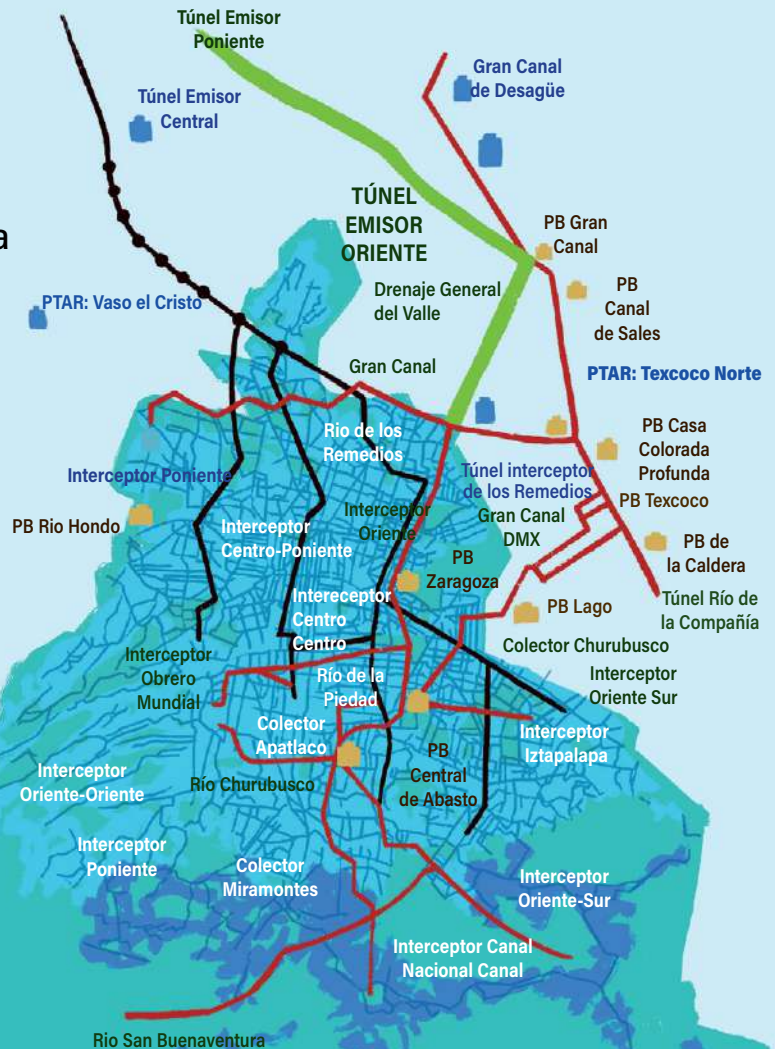 Túnel Emisor
Poniente
Gran Canal
de Desagüe
Túnel Emisor
Central
TÚNEL
EMISOR
ORIENTE
PB Gran
Canal
a
Drenaje General
del Valle
PB
Canal
de Sales
PTAR: Vaso el Cristo
Gran Canal
PTAR: Texcoco Norte
Rio de los
Remedios
PB Casa
Colorada
Profunda
Interceptor Poniente
Túnel interceptor
de los Remedios
Gran Canal
DMX
PB Texcoco
PB Rio Hondo
Interceptor
Centro-Poniente
Interceptor
Oriente
PB
Zaragoza
PB de
la Caldera
Intereceptor
Centro
Centro
PB Lago
Túnel Río de
la Compañía
Colector Churubusco
Interceptor
Obrero
Mundial
Río de la
Piedad
Interceptor
Oriente Sur
Colector
Apatlaco
Interceptor
Iztapalapa
PB
Central
de Abasto
Interceptor
Oriente-Oriente
Río Churubusco
Interceptor
Poniente
Colector
Miramontes
Interceptor
Oriente-Sur
Interceptor Canal
Nacional Canal
Rio San Buenaventura